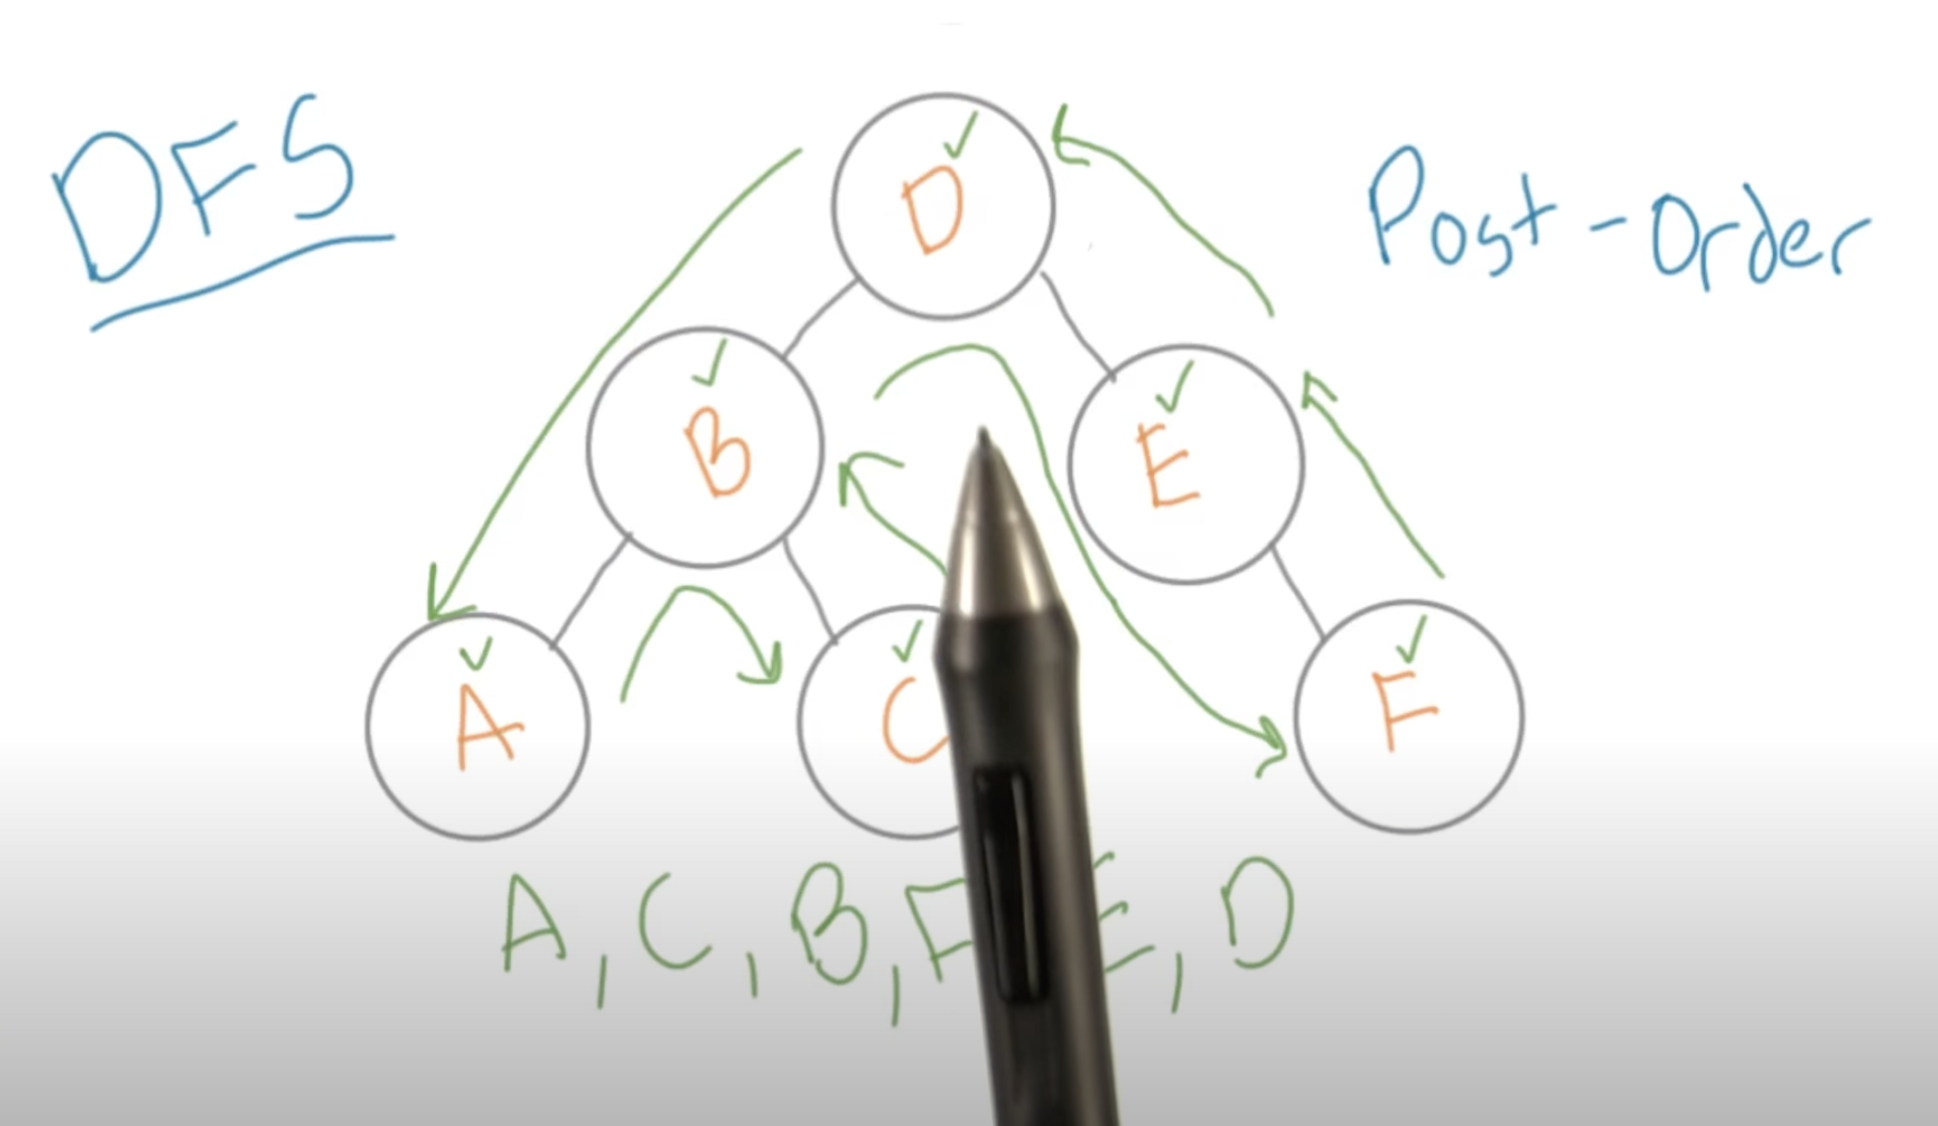 DFS
Post-Order
D
B
E
A
C
F
A, C, B, F E, D